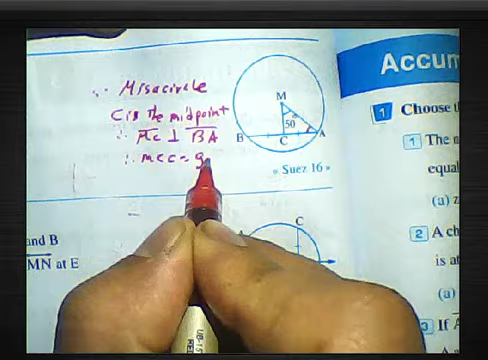 ∵ M is a circle
C is the midpoint
∴ MC ⊥ BA
∴ m∠C = 9
M
50
B
C
A
« Suez 16 »
and B
MN at E
C
A
Accum
1 Choose t
1 The n
equal
(a) z
2 A ch
is at
(a)
3 If A